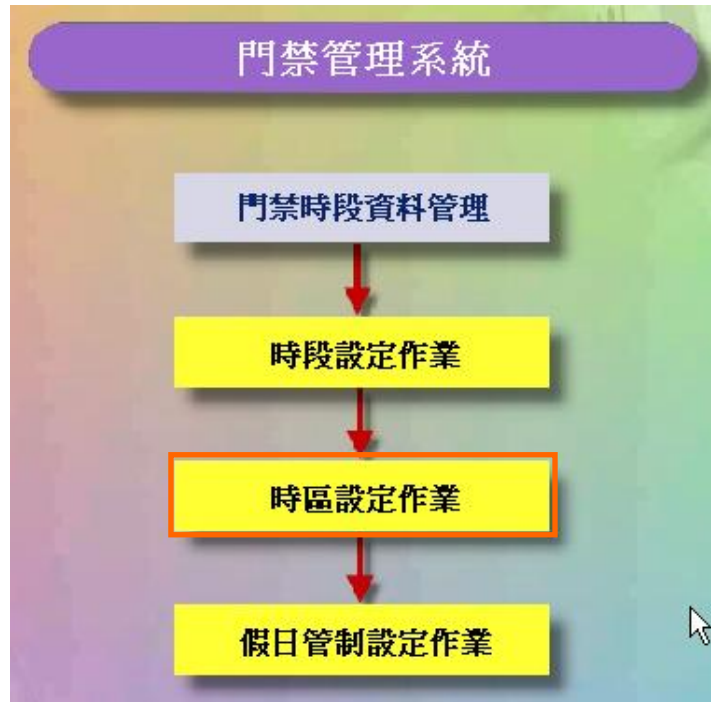 門禁管理系統
門禁時段資料管理
時段設定作業
時區設定作業
假日管制設定作業